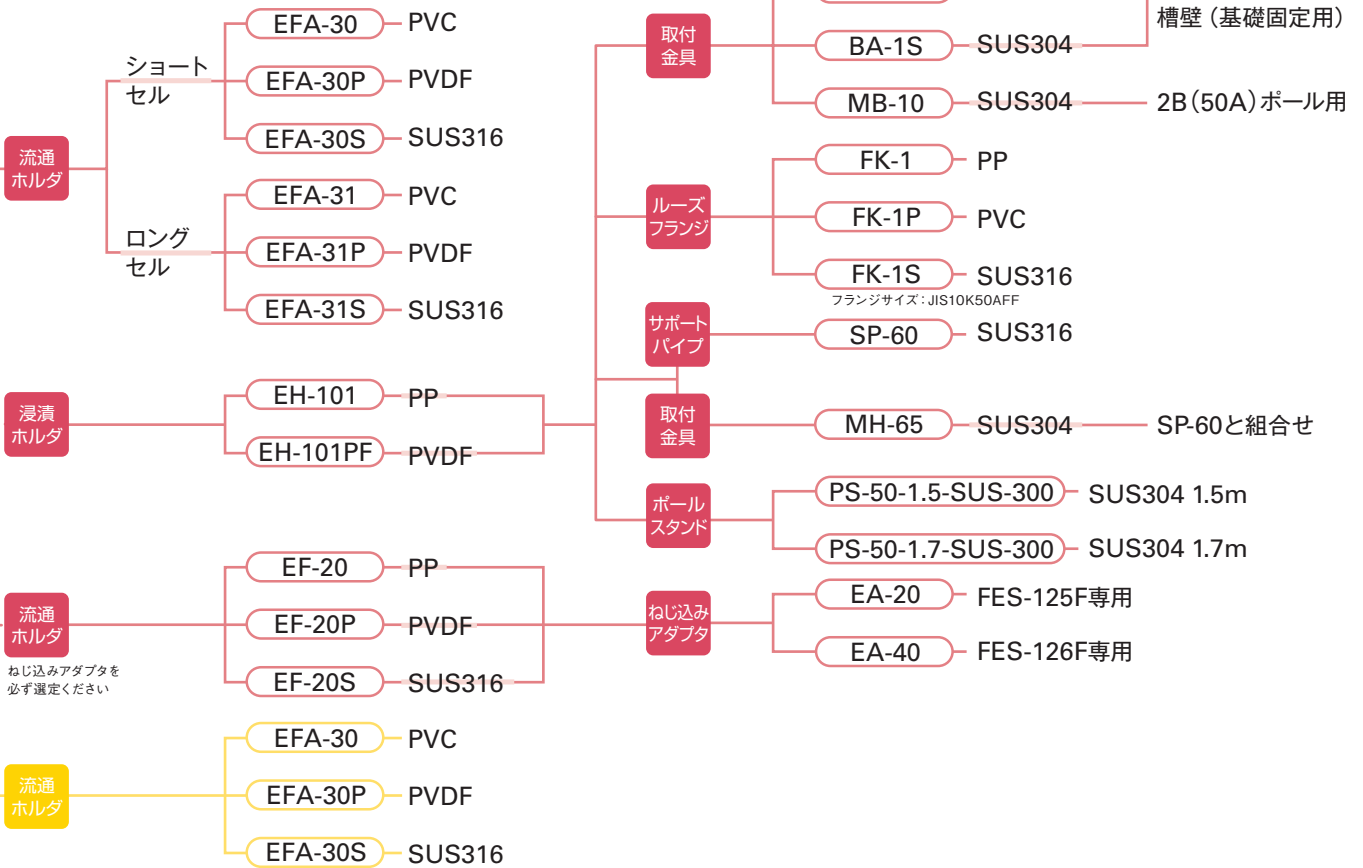 流通
ホルダ
ショート
セル
EFA-30 PVC
EFA-30P PVDF
EFA-30S SUS316
ロング
セル
EFA-31 PVC
EFA-31P PVDF
EFA-31S SUS316
浸漬
ホルダ
EH-101 PP
EH-101PF PVDF
取付
金具
槽壁（基礎固定用）
BA-1S SUS304
MB-10 SUS304 2B（50A）ポール用
ルーズ
フランジ
FK-1 PP
FK-1P PVC
FK-1S SUS316
フランジサイズ：JIS10K50AFF
サポート
パイプ
SP-60 SUS316
取付
金具
MH-65 SUS304 SP-60と組合せ
ポール
スタンド
PS-50-1.5-SUS-300 SUS304 1.5m
PS-50-1.7-SUS-300 SUS304 1.7m
流通
ホルダ
ねじ込みアダプタを
必ず選定ください
EF-20 PP
EF-20P PVDF
EF-20S SUS316
ねじ込み
アダプタ
EA-20 FES-125F専用
EA-40 FES-126F専用
流通
ホルダ
EFA-30 PVC
EFA-30P PVDF
EFA-30S SUS316